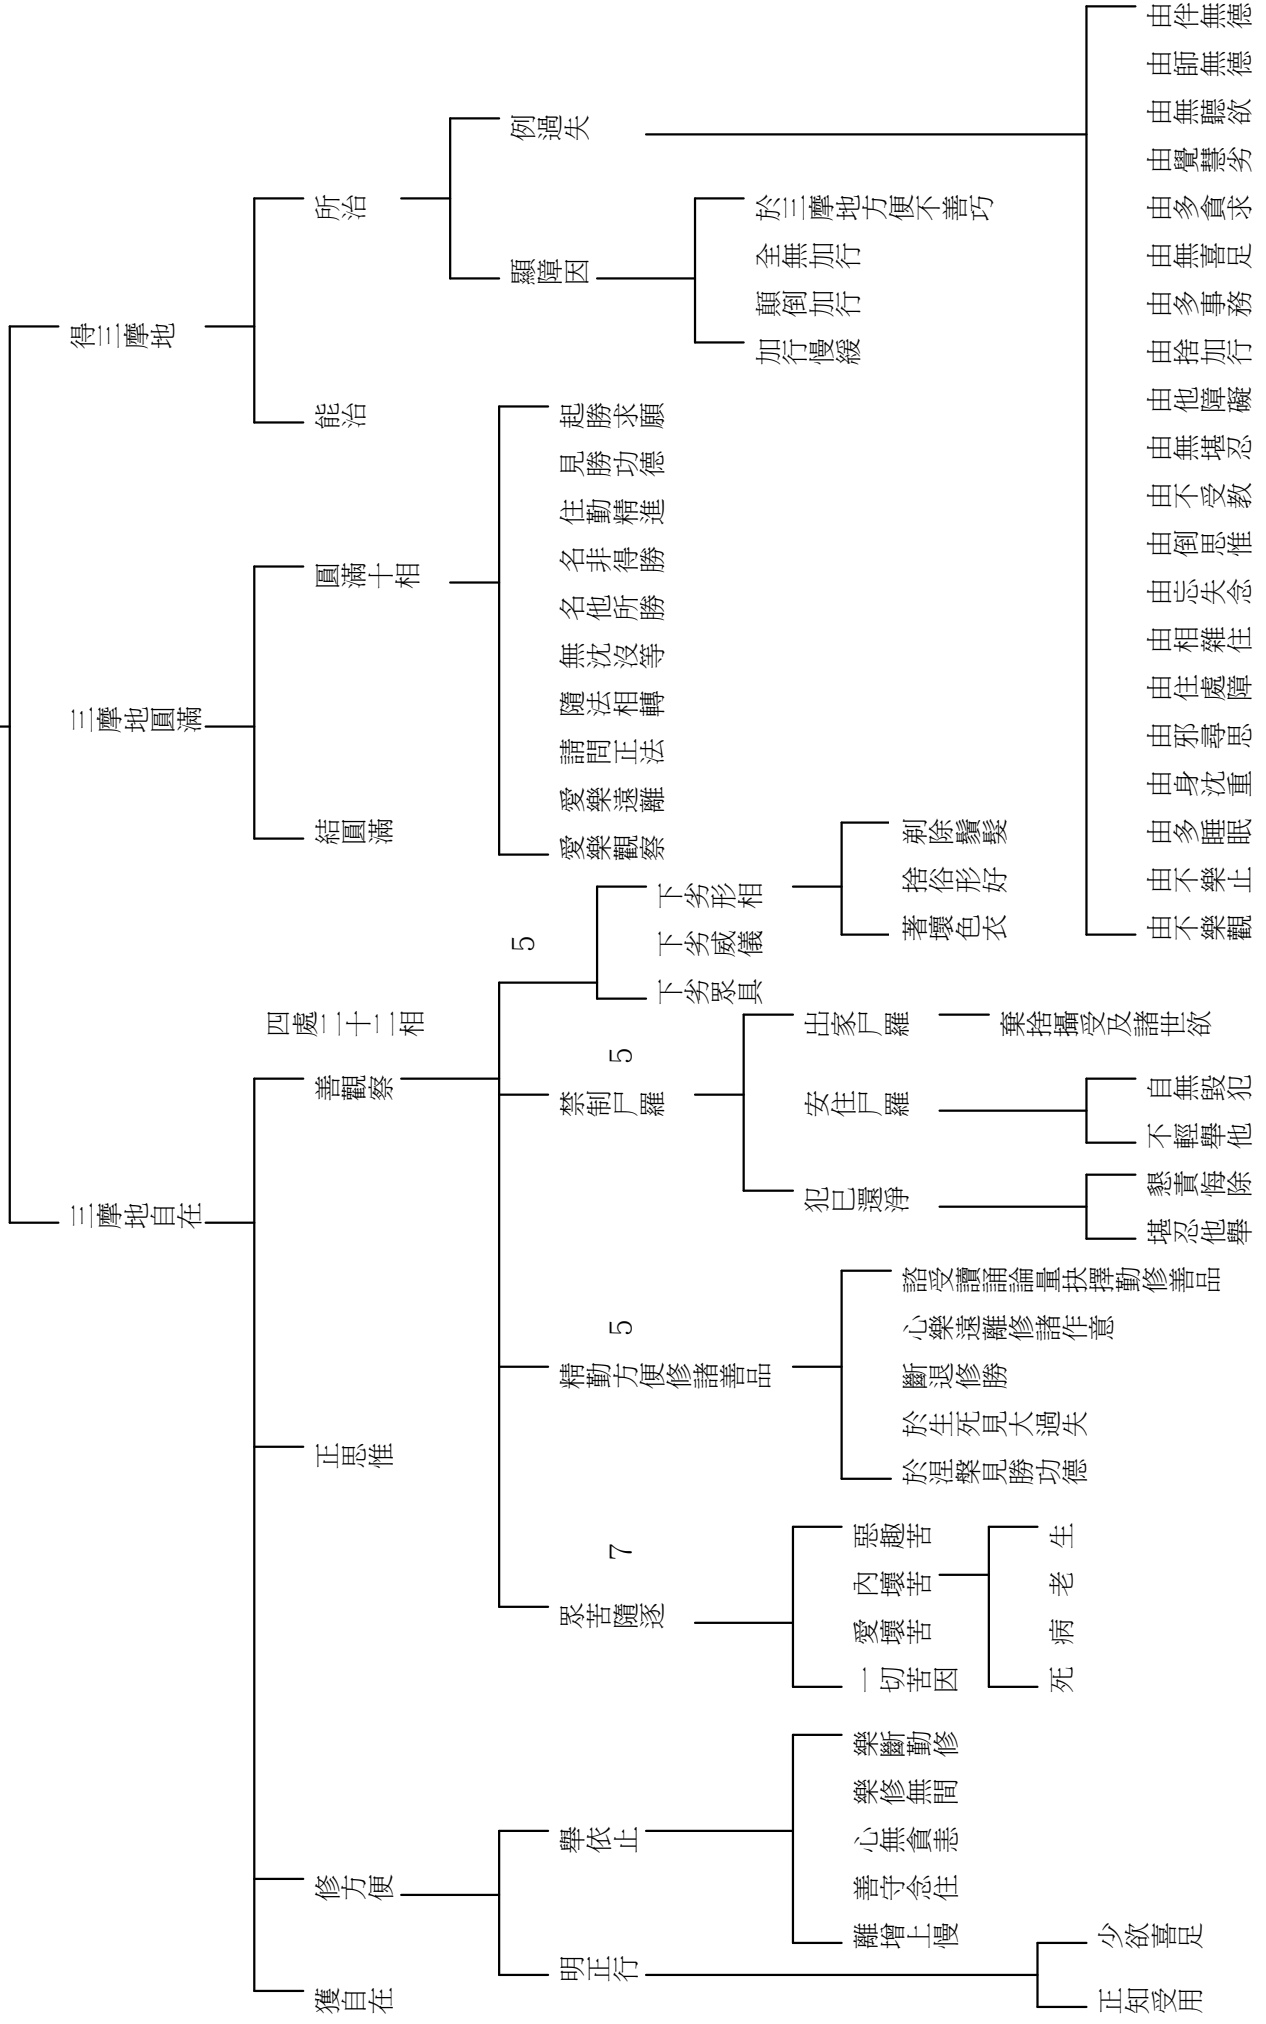 得三摩地
所治
例過失
由伴無德
由師無德
由無聽欲
由覺慧劣
由多貪求
由無喜足
由多事務
由捨加行
由他障礙
由無堪忍
由不受教
由倒思惟
由忘失念
由相雜住
由住處障
由邪尋思
由身沈重
由多睡眠
由不樂止
由不樂觀
顯障因
於三摩地方便不善巧
全無加行
顛倒加行
加行慢緩
能治
三摩地圓滿
圓滿十相
起勝求願
見勝功德
住勤精進
名非得勝
名他所勝
無沈沒等
隨法相轉
請問正法
愛樂遠離
愛樂觀察
結圓滿
三摩地自在
四處二十二相
善觀察
5
下劣形相
剃除鬚髮
捨俗形好
著壞色衣
下劣威儀
下劣眾具
5
禁制尸羅
出家尸羅
棄捨攝受及諸世欲
安住尸羅
自無毀犯
不輕舉他
犯已還淨
懇責悔除
堪忍他舉
5
精勤方便修諸善品
諮受讀誦論量抉擇勤修善品
心樂遠離修諸作意
斷退修勝
於生死見大過失
於涅槃見勝功德
7
眾苦隨逐
惡趣苦
內壞苦
生
老
病
死
愛壞苦
一切苦因
正思惟
修方便
舉依止
樂斷勤修
樂修無間
心無貪恚
善守念住
離增上慢
明正行
少欲喜足
正知受用
獲自在